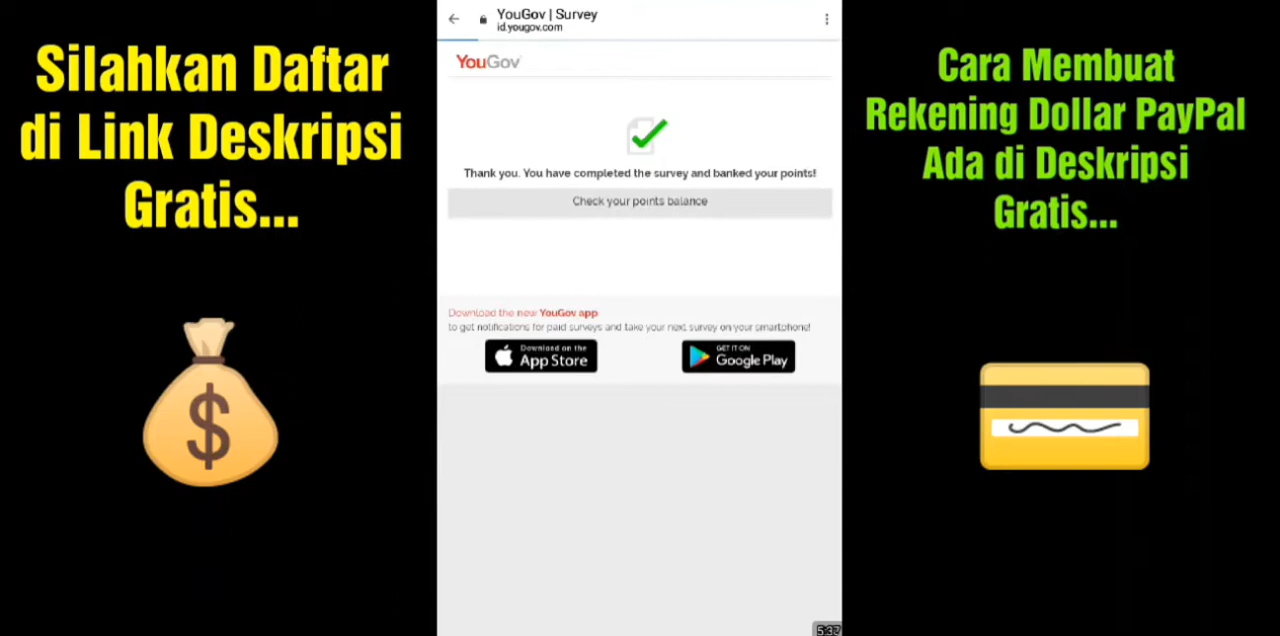 Silahkan Daftar
di Link Deskripsi
Gratis...
YouGov | Survey
id.yougov.com
YouGov
Thank you. You have completed the survey and banked your points!
Check your points balance
Download the new YouGov app
to get notifications for paid surveys and take your next survey on your smartphone!
Download on the
App Store
GET IT ON
Google Play
Cara Membuat
Rekening Dollar PayPal
Ada di Deskripsi
Gratis...
5:32